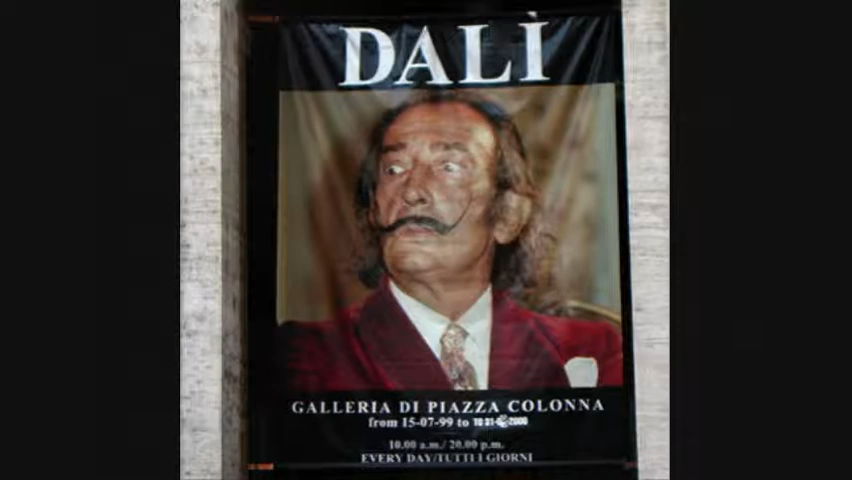 DALÌ
GALLERIA DI PIAZZA COLONNA
from 15-07-99 to
10.00 a.m./ 20.00 p.m.
EVERY DAY/TUTTI I GIORNI